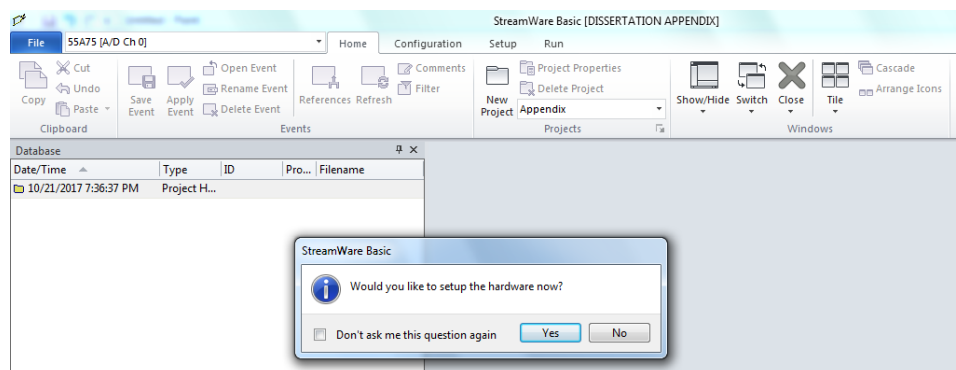 StreamWare Basic [DISSERTATION APPENDIX]
File 55A75 [A/D Ch 0] Home Configuration Setup Run
Cut Open Event Comments Project Properties Cascade
Undo Rename Event Filter Delete Project Arrange Icons
Copy Paste Save Event Apply Event Delete Event References Refresh New Project Appendix Show/Hide Switch Close Tile
Clipboard Events Projects Windows
Database
Date/Time Type ID Pro... Filename
10/21/2017 7:36:37 PM Project H...
StreamWare Basic
Would you like to setup the hardware now?
Don't ask me this question again Yes No